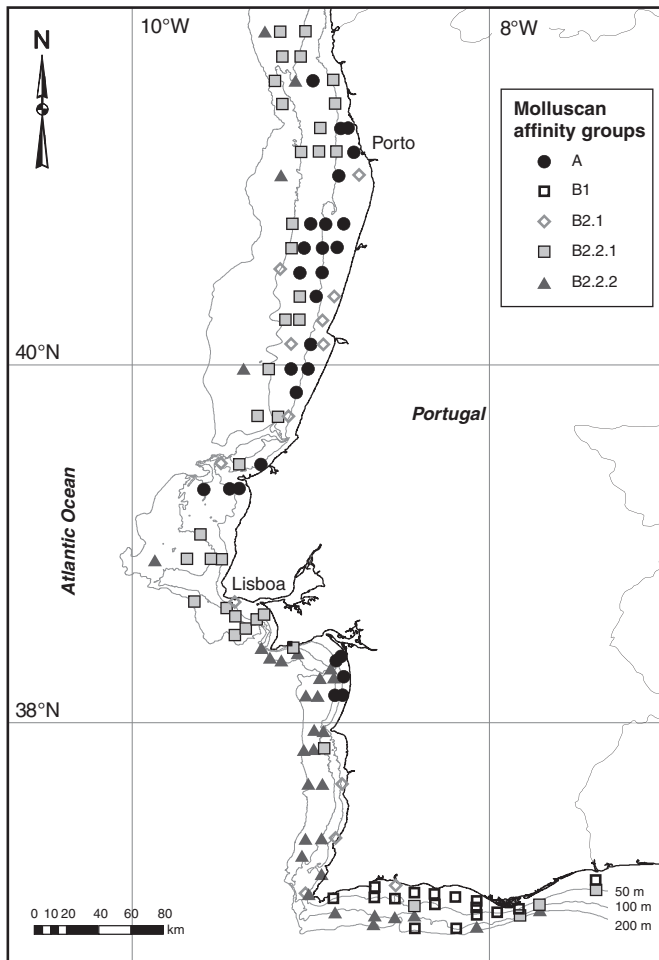 10°W
8°W
N
Molluscan
affinity groups
A
B1
B2.1
B2.2.1
B2.2.2
Porto
40°N
Portugal
Atlantic Ocean
Lisboa
38°N
50 m
100 m
200 m
0 10 20 40 60 80
km